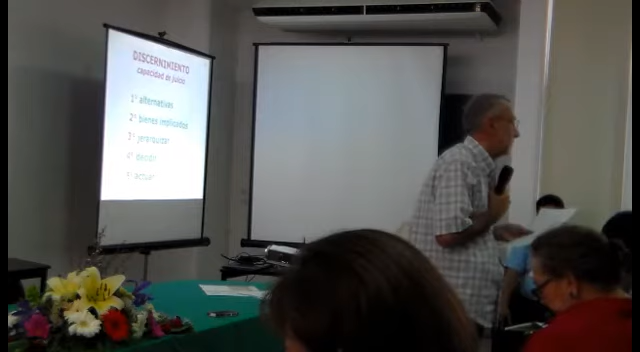 DISCERNIMIENTO
capacidad de juicio
1° alternativas
2° bienes implicados
3° jerarquizar
4° decidir
5° actuar